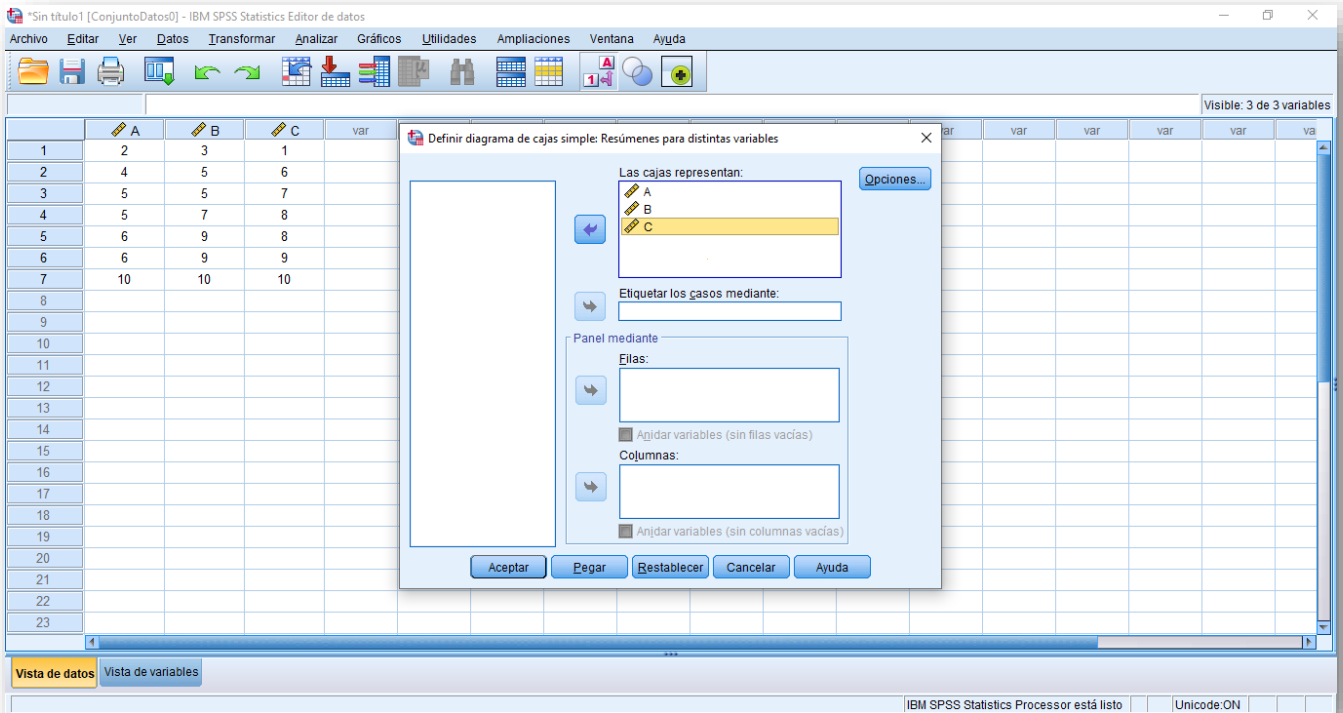 *Sin título1 [ConjuntoDatos0] - IBM SPSS Statistics Editor de datos
Archivo Editar Ver Datos Transformar Analizar Gráficos Utilidades Ampliaciones Ventana Ayuda
Visible: 3 de 3 variables
A B C var var var var var var va
1 2 3 1
2 4 5 6
3 5 5 7
4 5 7 8
5 6 9 8
6 6 9 9
7 10 10 10
8
9
10
11
12
13
14
15
16
17
18
19
20
21
22
23
Definir diagrama de cajas simple: Resúmenes para distintas variables
Las cajas representan:
A
B
C
Opciones...
Etiquetar los casos mediante:
Panel mediante
Filas:
Anidar variables (sin filas vacías)
Columnas:
Anidar variables (sin columnas vacías)
Aceptar Pegar Restablecer Cancelar Ayuda
Vista de datos Vista de variables
IBM SPSS Statistics Processor está listo Unicode:ON